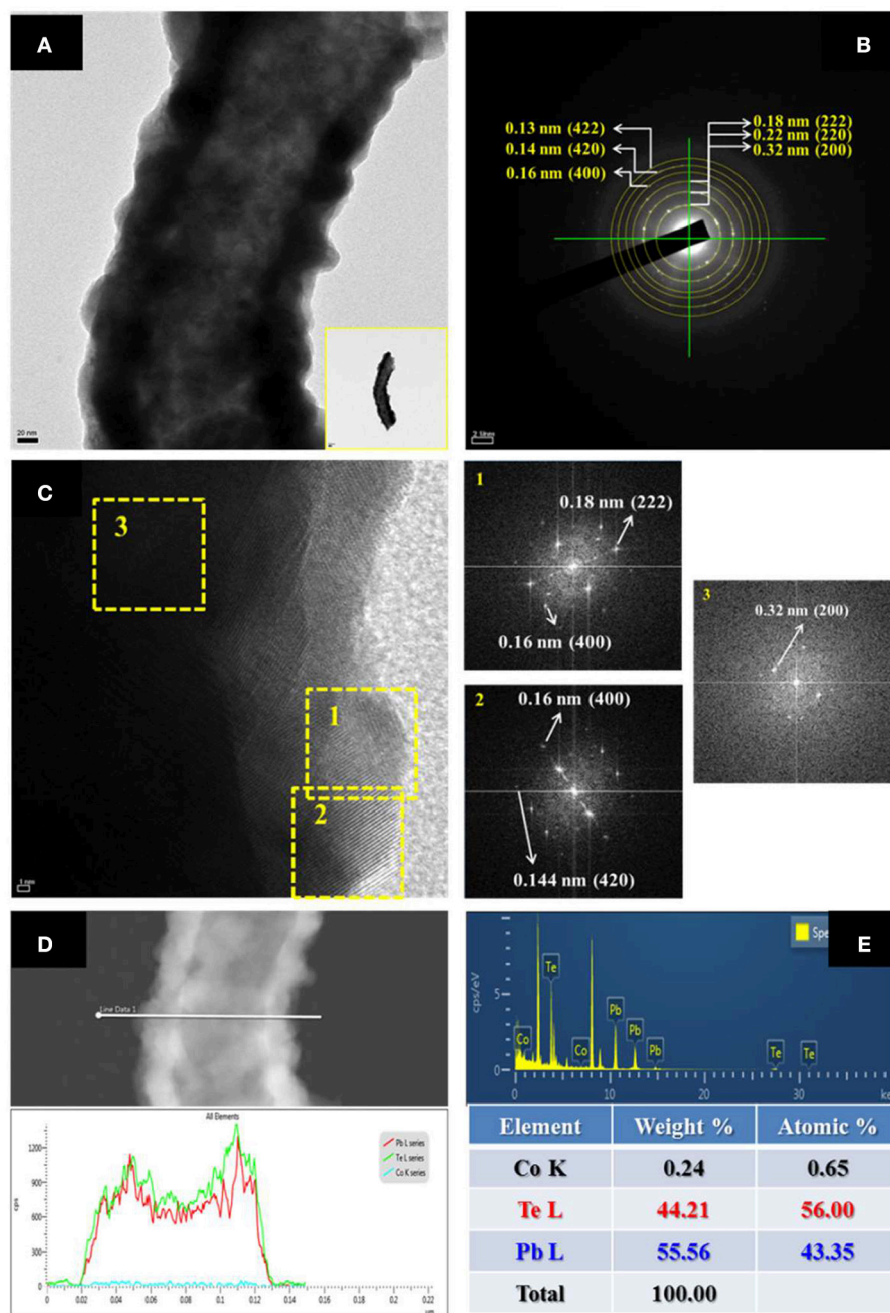 A
20 nm
B
0.13 nm (422)
0.14 nm (420)
0.16 nm (400)
0.18 nm (222)
0.22 nm (220)
0.32 nm (200)
C
3
1
2
1 nm
1
0.18 nm (222)
0.16 nm (400)
2
0.16 nm (400)
0.144 nm (420)
3
0.32 nm (200)
D
Line Data 1
All Elements
Pb L series
Te L series
Co K series
cps
1200
900
600
300
0
0 0.02 0.04 0.06 0.08 0.1 0.12 0.14 0.16 0.18 0.2 0.22
E
Spe
cps/eV
5
0
Te
Pb
Pb
Co
Co
Pb
Te
Te
0 10 20 30 ke
Element Weight % Atomic %
Co K 0.24 0.65
Te L 44.21 56.00
Pb L 55.56 43.35
Total 100.00